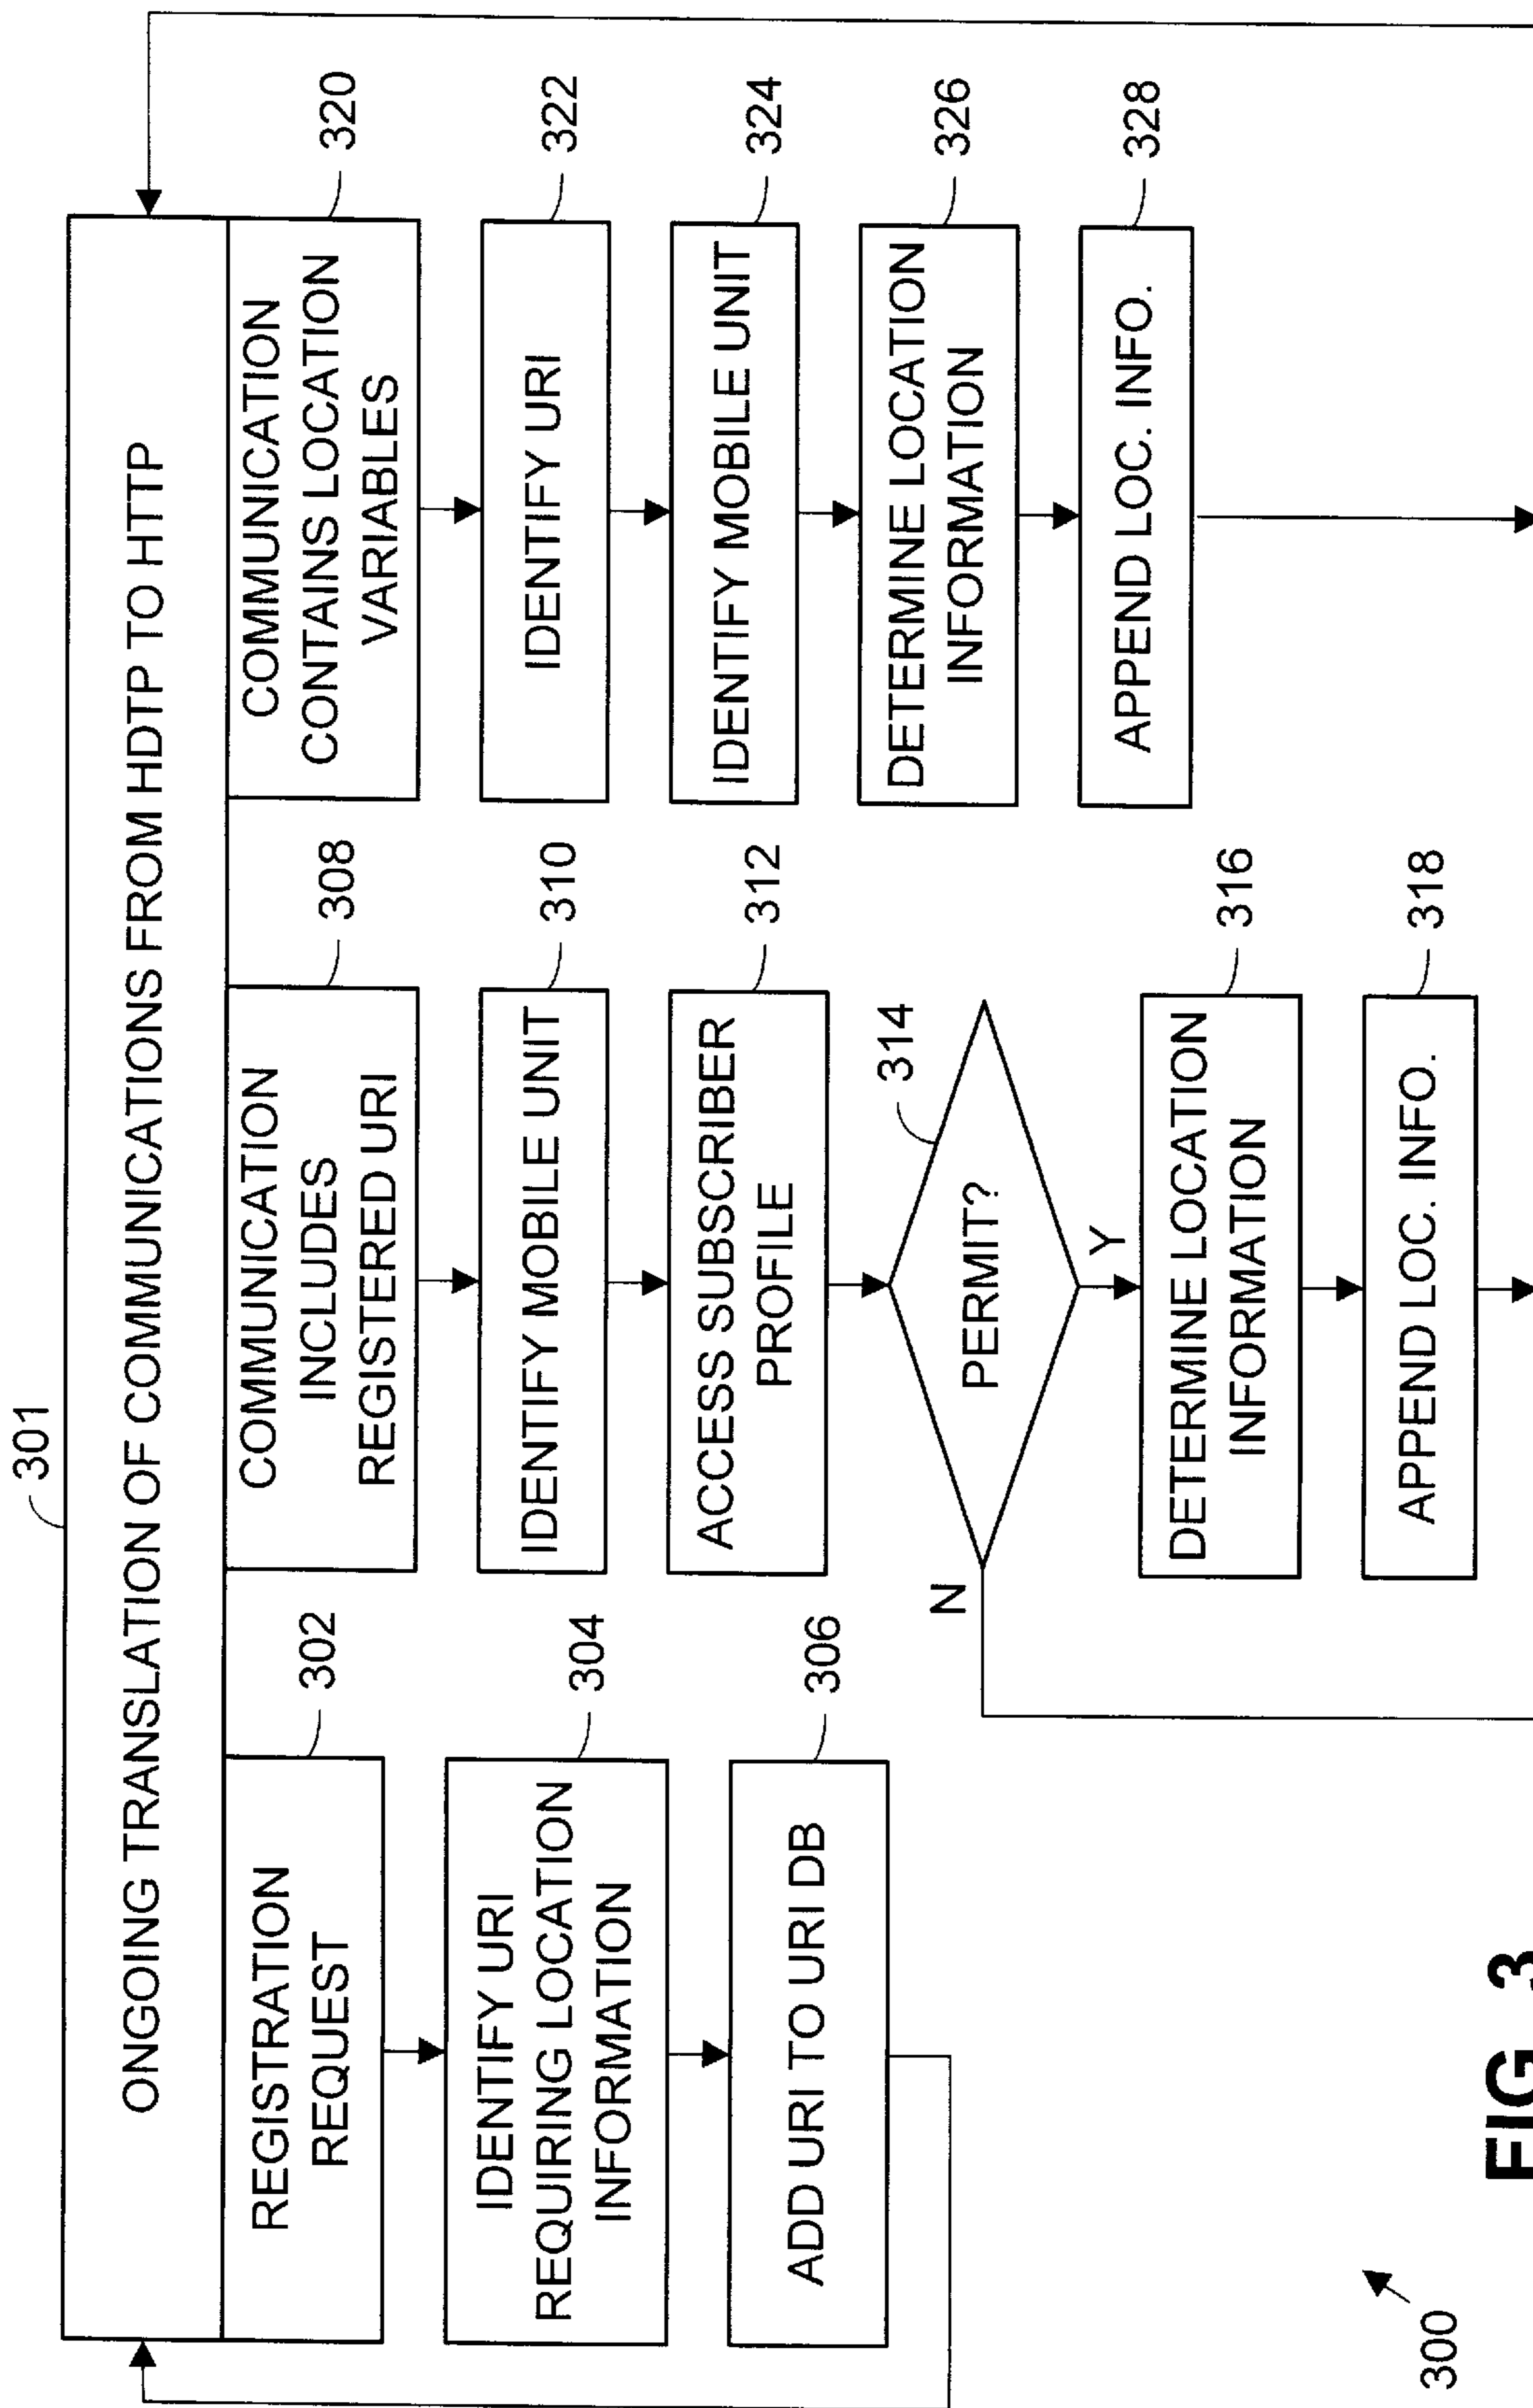 301
ONGOING TRANSLATION OF COMMUNICATIONS FROM HDTP TO HTTP
302
REGISTRATION
REQUEST
304
IDENTIFY URI
REQUIRING LOCATION
INFORMATION
306
ADD URI TO URI DB
308
COMMUNICATION
INCLUDES
REGISTERED URI
310
IDENTIFY MOBILE UNIT
312
ACCESS SUBSCRIBER
PROFILE
314
PERMIT?
N
Y
316
DETERMINE LOCATION
INFORMATION
318
APPEND LOC. INFO.
320
COMMUNICATION
CONTAINS LOCATION
VARIABLES
322
IDENTIFY URI
324
IDENTIFY MOBILE UNIT
326
DETERMINE LOCATION
INFORMATION
328
APPEND LOC. INFO.
300
FIG. 3